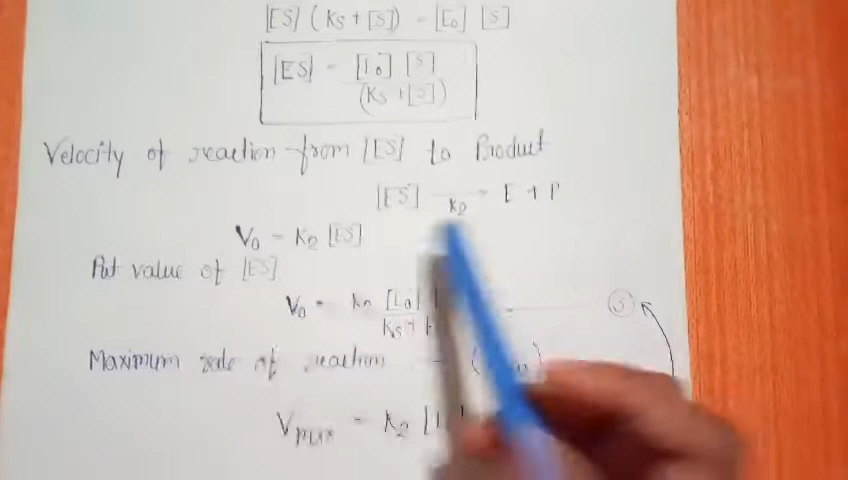 [ES] (Ks + [S]) = [E0] [S]
[ES] = [E0] [S]
(Ks + [S])
Velocity of reaction from [ES] to Product
[ES] → E + P
K2
V0 = K2 [ES]
Put value of [ES]
V0 = K2 [E0]
Ks +
5
Maximum rate of reaction
Vmax = K2